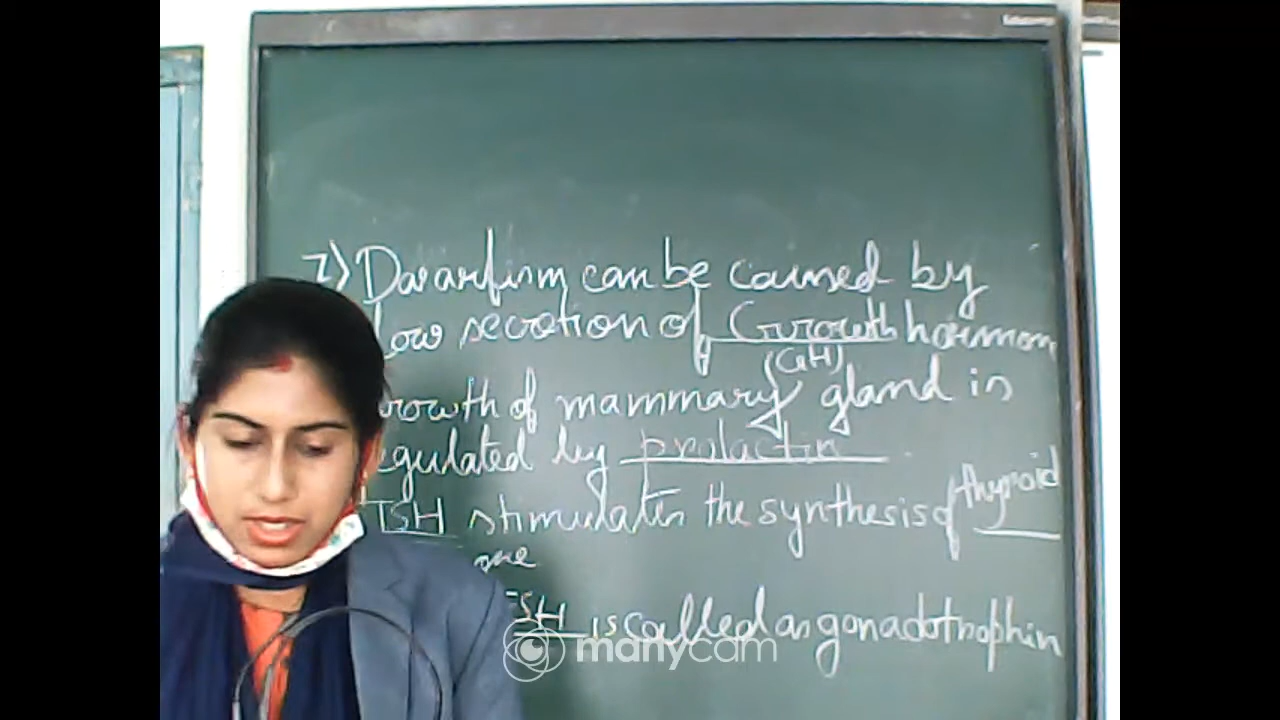 7) Dwarfism can be caused by
low secretion of Growth hormon
(GH)
rowth of mammary gland is
egulated by prolactin
TSH stimulates the synthesis of thyroid
one
SH is called as gonadotrophin
manycam